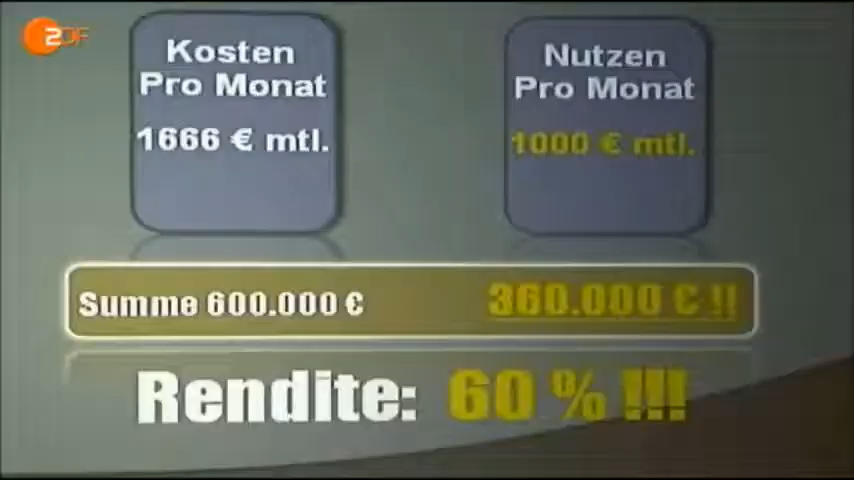 ZDF
Kosten
Pro Monat
1666 € mtl.
Nutzen
Pro Monat
1000 € mtl.
Summe 600.000 €
360.000 € !!
Rendite: 60 % !!!